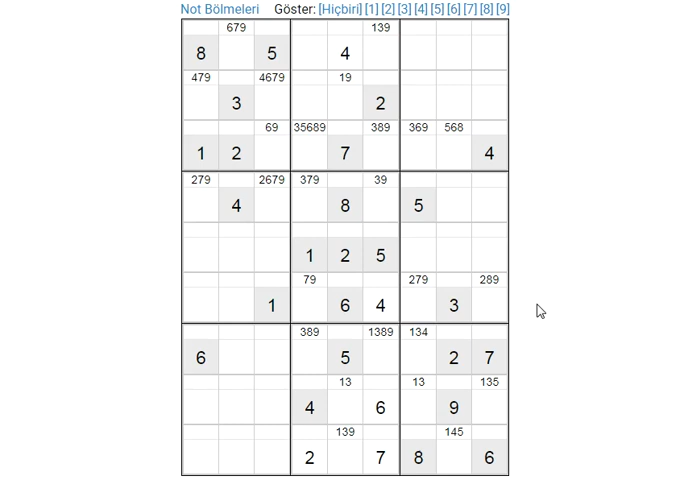 Not Bölmeleri Göster: [Hiçbiri] [1] [2] [3] [4] [5] [6] [7] [8] [9]
679 139
8 5 4
479 4679 19
3 2
69 35689 389 369 568
1 2 7 4
279 2679 379 39
4 8 5
1 2 5
79 279 289
1 6 4 3
389 1389 134
6 5 2 7
13 13 135
4 6 9
139 145
2 7 8 6